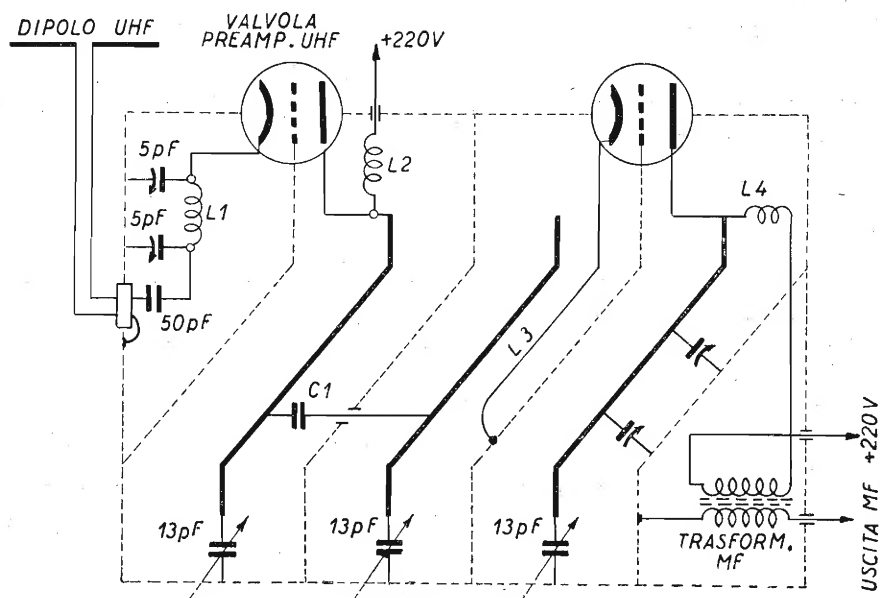 DIPOLO UHF
VALVOLA
PREAMP. UHF
+220V
5pF
L1
5pF
50pF
L2
L4
L3
C1
13pF
13pF
13pF
TRASFORM.
MF
USCITA MF +220V